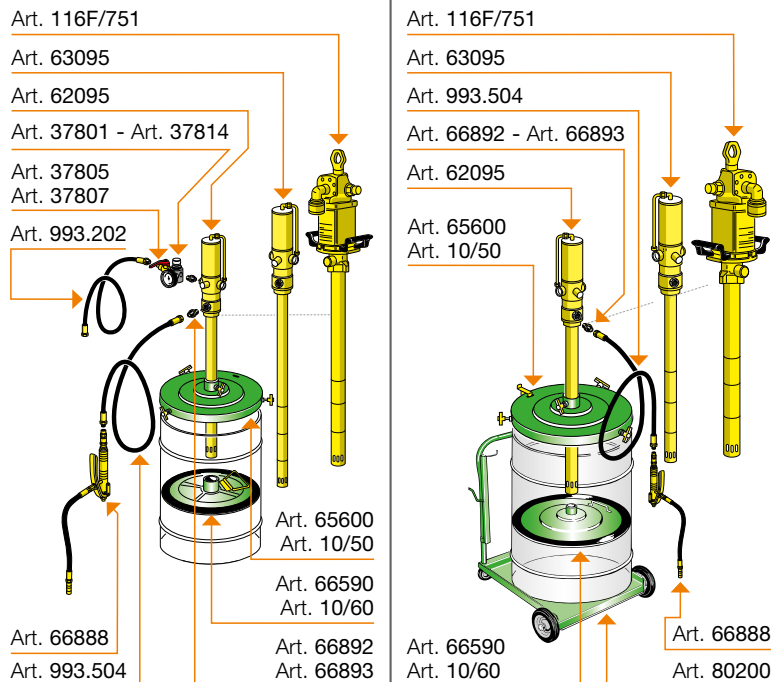 Art. 116F/751
Art. 63095
Art. 62095
Art. 37801 - Art. 37814
Art. 37805
Art. 37807
Art. 993.202
Art. 65600
Art. 10/50
Art. 66590
Art. 10/60
Art. 66888
Art. 993.504
Art. 66892
Art. 66893
Art. 116F/751
Art. 63095
Art. 993.504
Art. 66892 - Art. 66893
Art. 62095
Art. 65600
Art. 10/50
Art. 66888
Art. 66590
Art. 10/60
Art. 80200